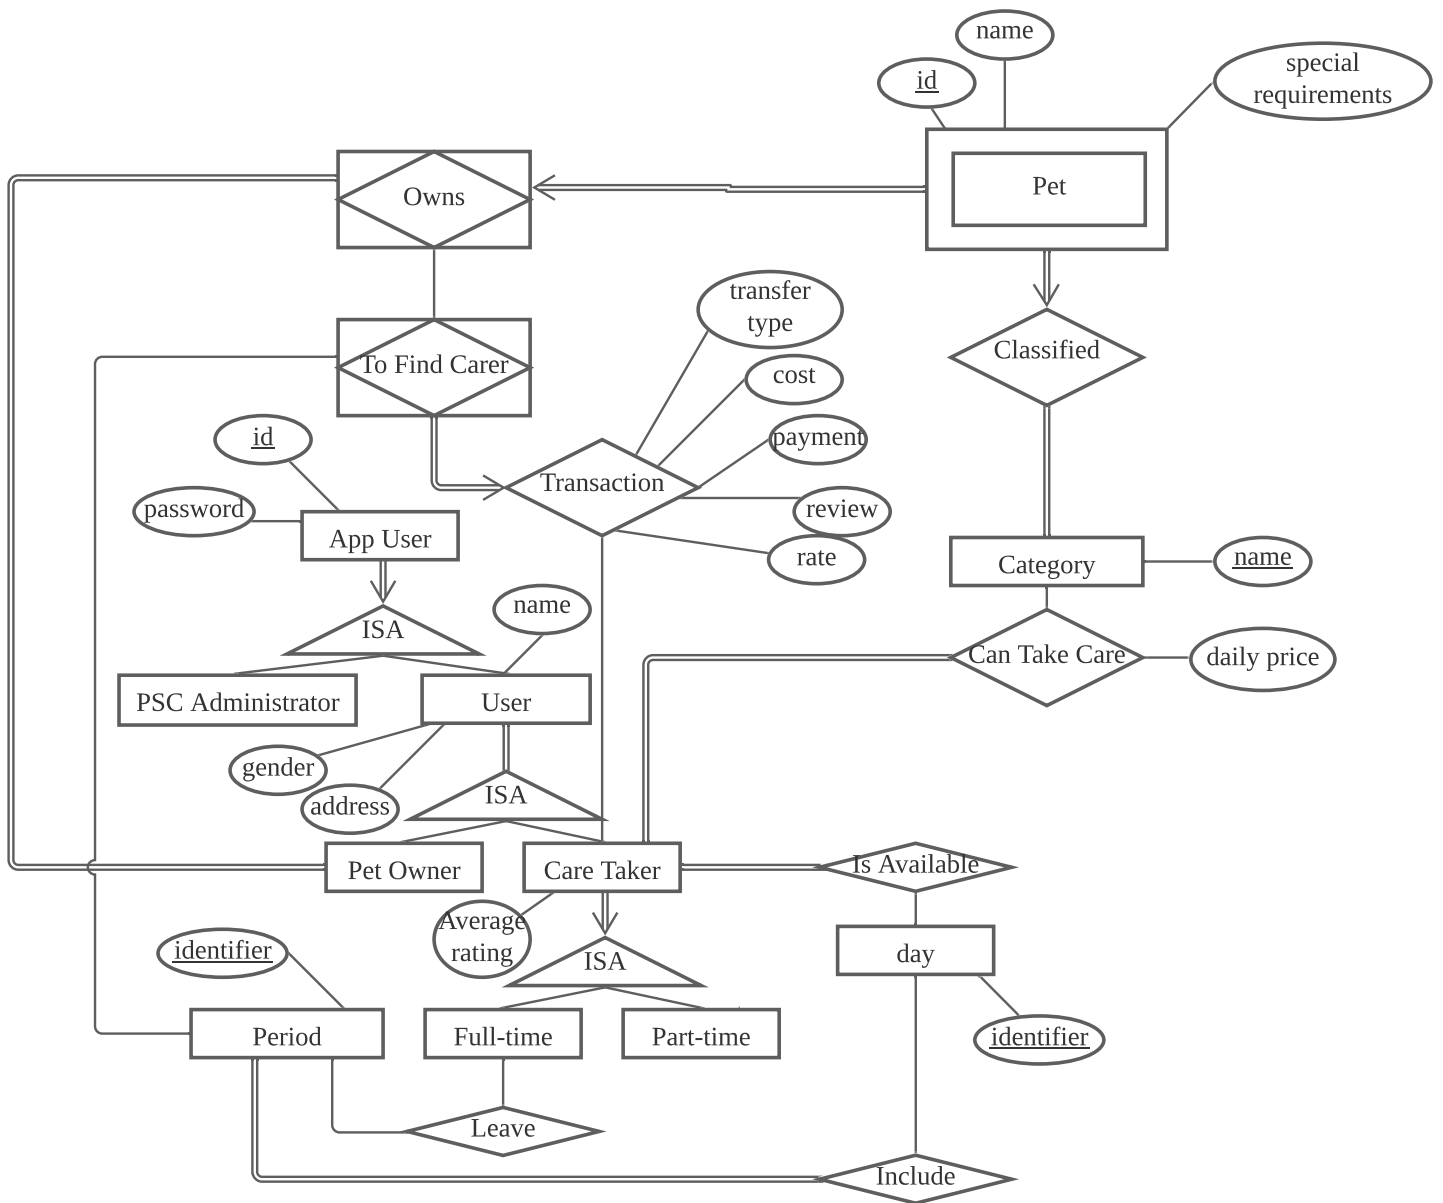 name
id
special
requirements
Pet
Owns
transfer
type
To Find Carer
Classified
cost
id
payment
password
Transaction
review
App User
rate
Category
name
name
ISA
Can Take Care
daily price
PSC Administrator
User
gender
address
ISA
Pet Owner
Care Taker
Is Available
Average
rating
identifier
ISA
day
Period
Full-time
Part-time
identifier
Leave
Include